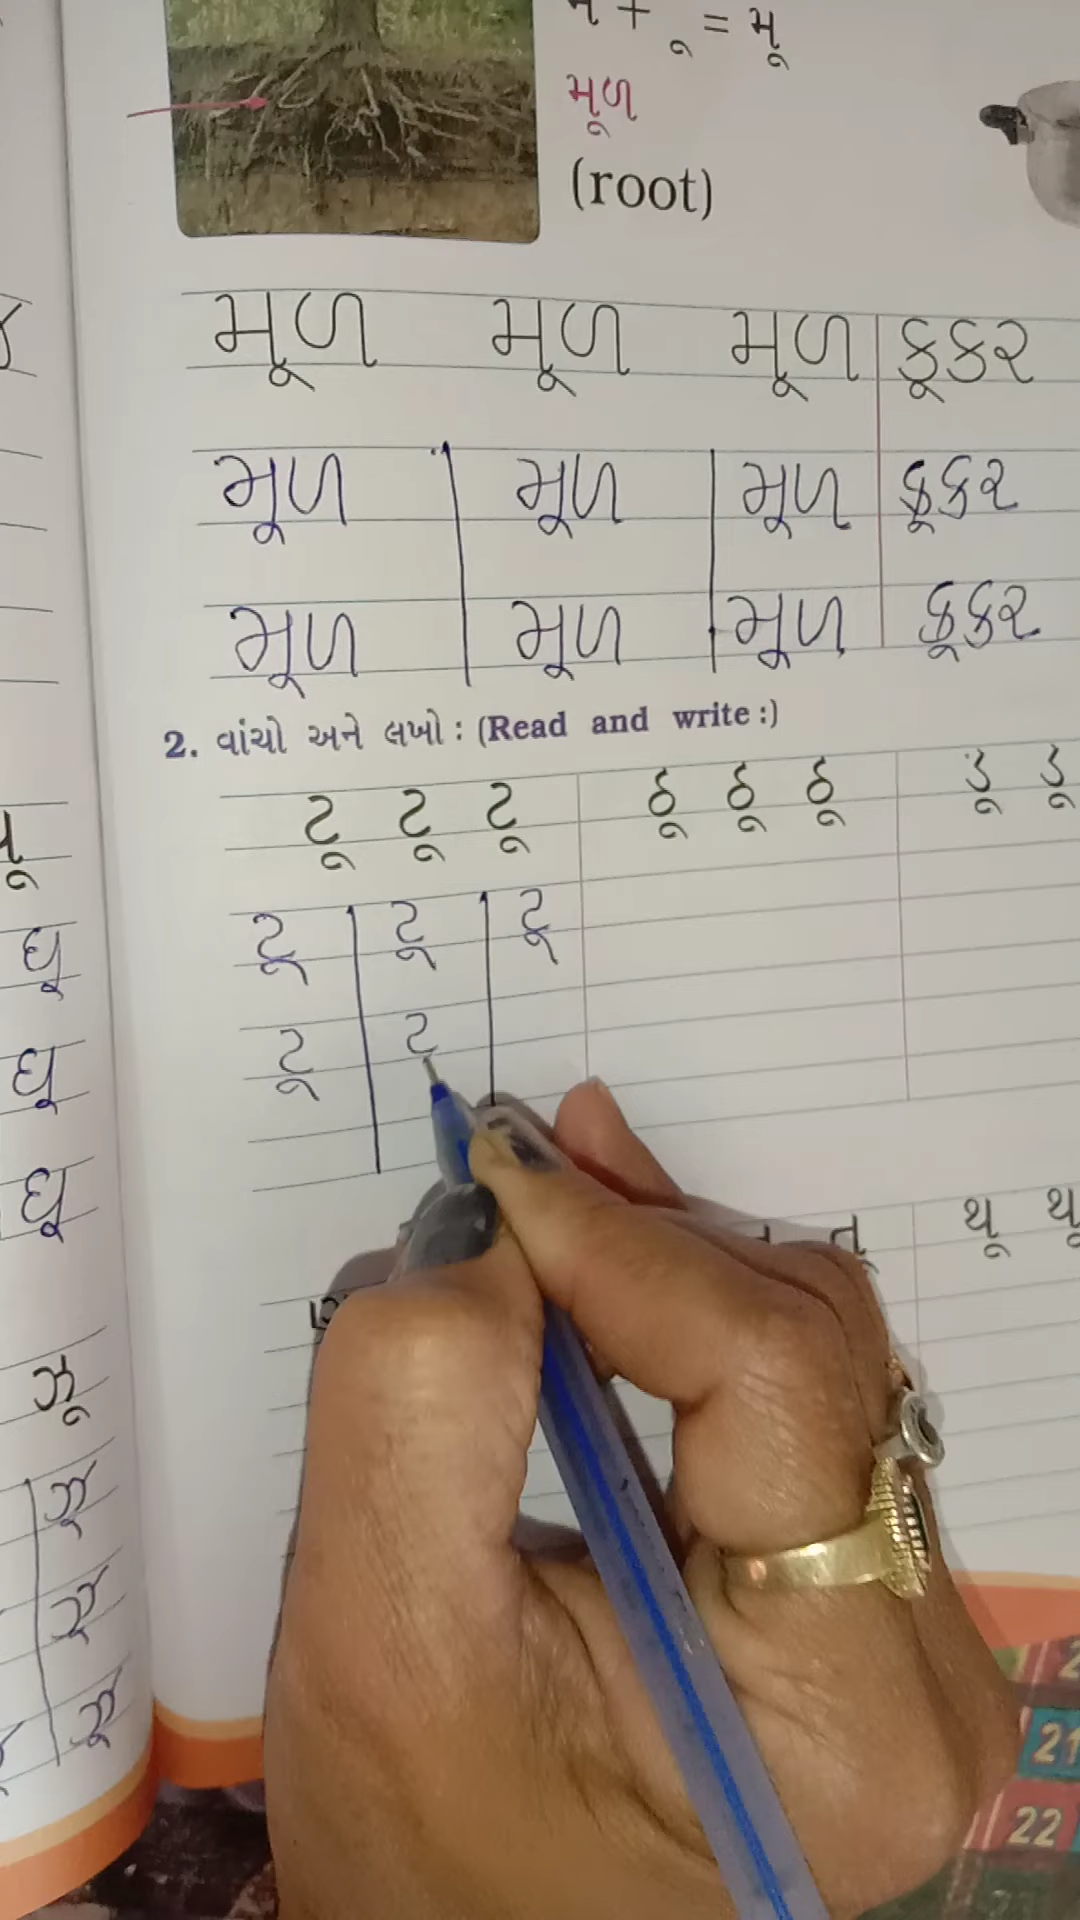 + ૂ = મૂ
મૂળ
(root)
મૂળ મૂળ મૂળ કૂકર
મૂળ મૂળ મૂળ કૂકર
મૂળ મૂળ મૂળ કૂકર
2. વાંચો અને લખો : (Read and write :)
ટૂ ટૂ ટૂ ઠૂ ઠૂ ઠૂ ડૂ ડૂ
ટૂ ટૂ ટૂ
ટૂ ટ
તૂ થૂ થૂ
ઘૂ
ઘૂ
ઘૂ
ઝૂ
ઝૂ
ઝૂ
ઝૂ
21
22